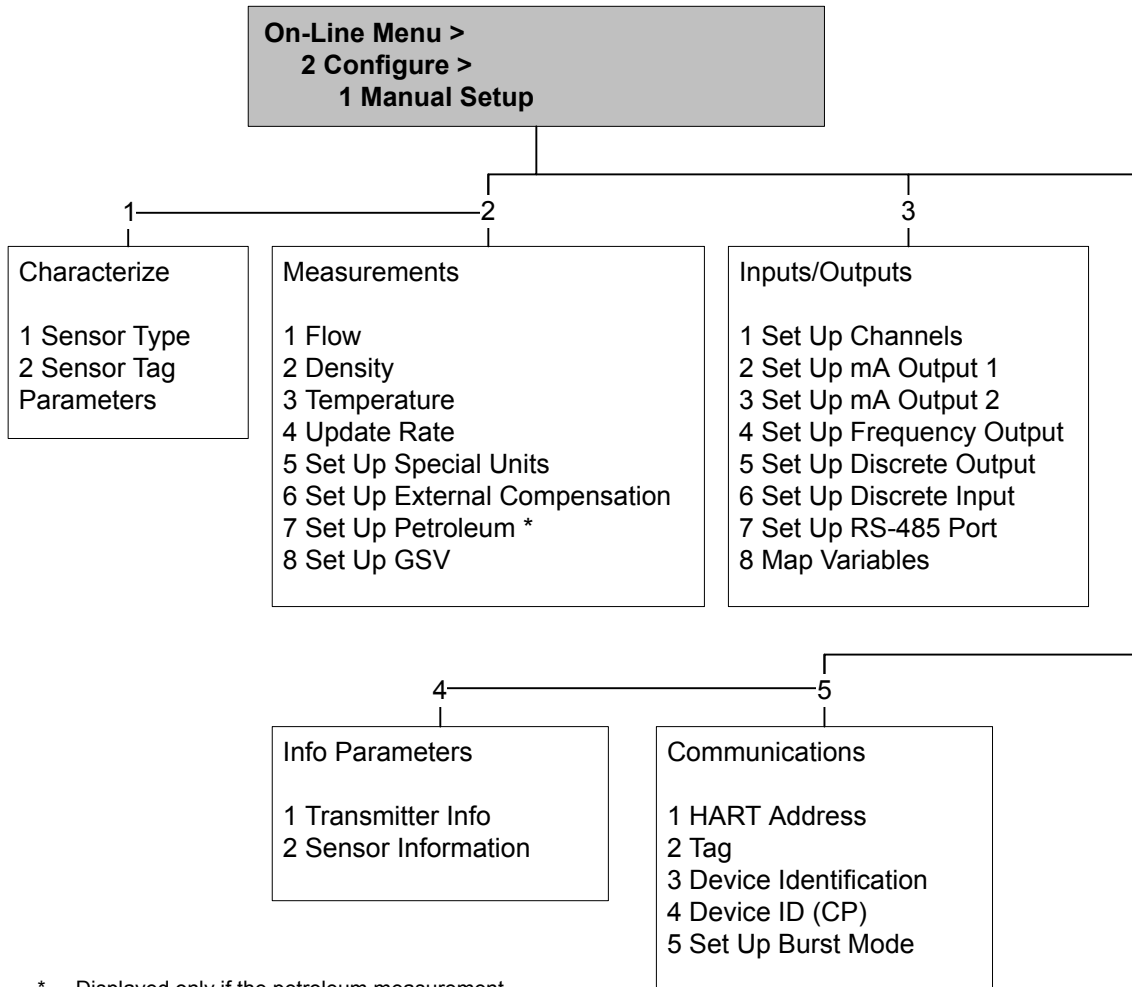 On-Line Menu >
2 Configure >
1 Manual Setup
1
2
3
Characterize
1 Sensor Type
2 Sensor Tag
Parameters
Measurements
1 Flow
2 Density
3 Temperature
4 Update Rate
5 Set Up Special Units
6 Set Up External Compensation
7 Set Up Petroleum *
8 Set Up GSV
Inputs/Outputs
1 Set Up Channels
2 Set Up mA Output 1
3 Set Up mA Output 2
4 Set Up Frequency Output
5 Set Up Discrete Output
6 Set Up Discrete Input
7 Set Up RS-485 Port
8 Map Variables
4
5
Info Parameters
1 Transmitter Info
2 Sensor Information
Communications
1 HART Address
2 Tag
3 Device Identification
4 Device ID (CP)
5 Set Up Burst Mode
* Displayed only if the petroleum measurement